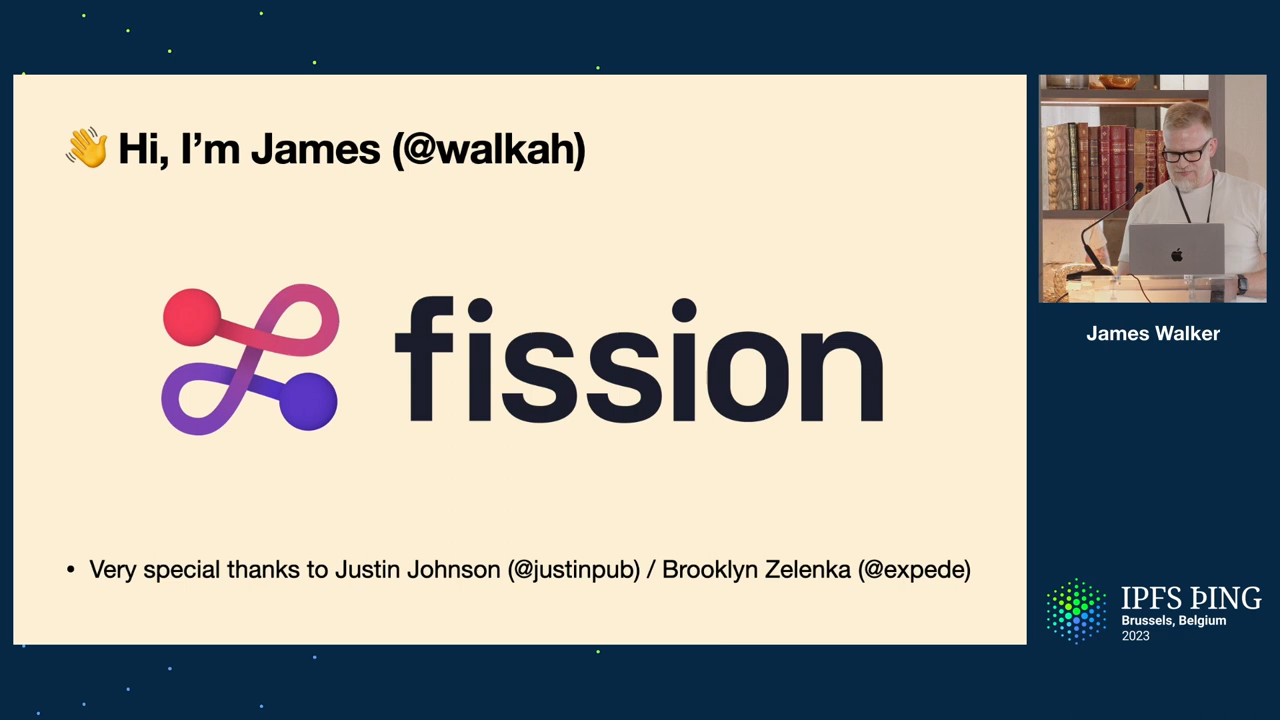 👋 Hi, I’m James (@walkah)
fission
• Very special thanks to Justin Johnson (@justinpub) / Brooklyn Zelenka (@expede)
James Walker
IPFS ÞING
Brussels, Belgium
2023